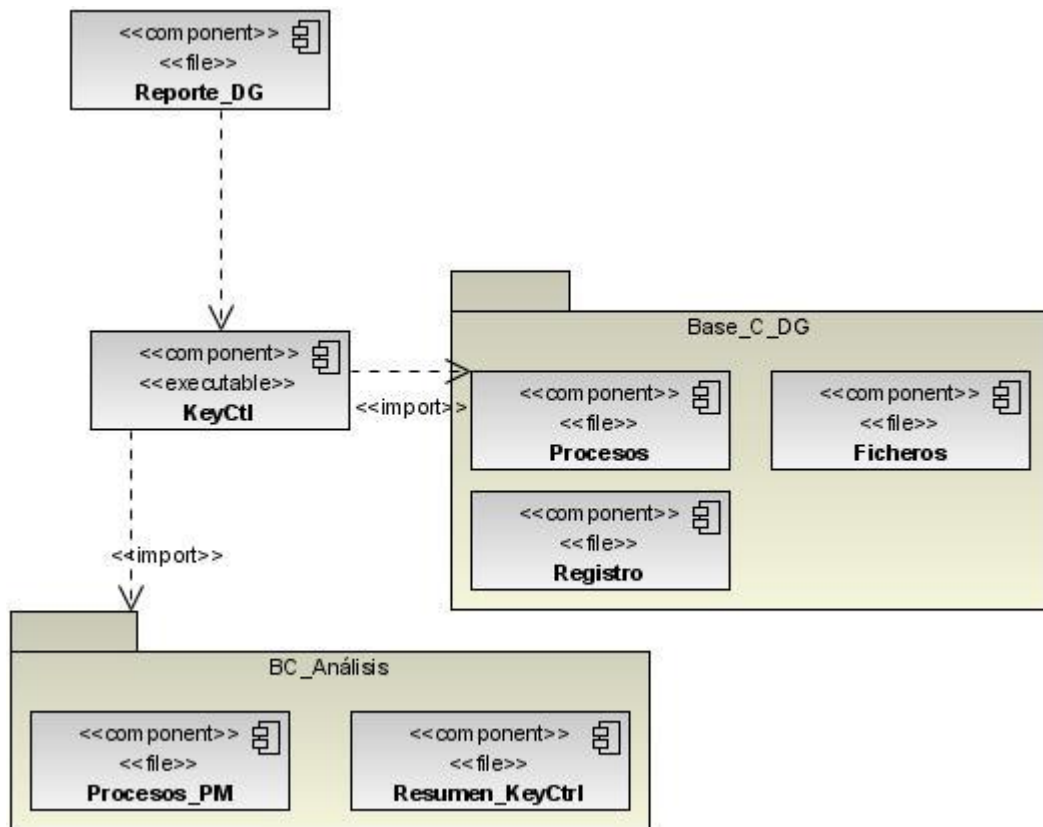 <<component>>
<<file>>
Reporte_DG
<<component>>
<<executable>>
KeyCtl
<<import>>
Base_C_DG
<<component>>
<<file>>
Procesos
<<component>>
<<file>>
Ficheros
<<component>>
<<file>>
Registro
<<import>>
BC_Análisis
<<component>>
<<file>>
Procesos_PM
<<component>>
<<file>>
Resumen_KeyCtrl